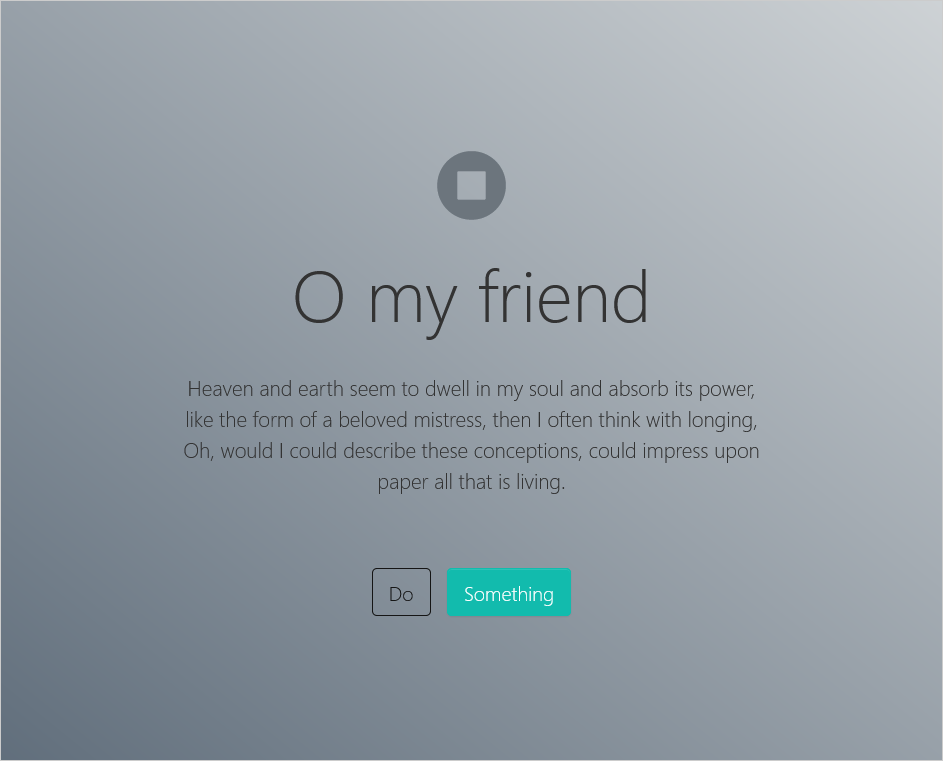 O my friend
Heaven and earth seem to dwell in my soul and absorb its power,
like the form of a beloved mistress, then I often think with longing,
Oh, would I could describe these conceptions, could impress upon
paper all that is living.
Do
Something